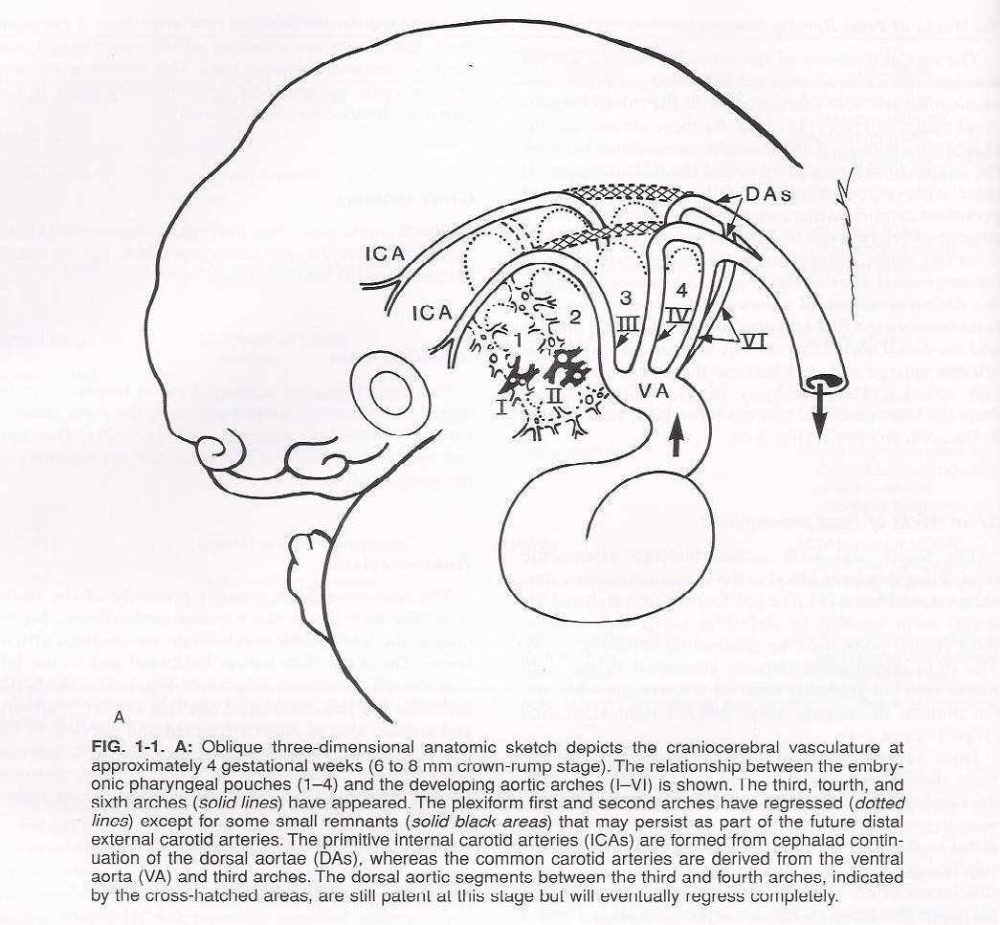 DAs
ICA
ICA
3
4
III
IV
2
1
VI
I
II
VA
A
FIG. 1-1. A: Oblique three-dimensional anatomic sketch depicts the craniocerebral vasculature at
approximately 4 gestational weeks (6 to 8 mm crown-rump stage). The relationship between the embry-
onic pharyngeal pouches (1–4) and the developing aortic arches (I–VI) is shown. The third, fourth, and
sixth arches (solid lines) have appeared. The plexiform first and second arches have regressed (dotted
lines) except for some small remnants (solid black areas) that may persist as part of the future distal
external carotid arteries. The primitive internal carotid arteries (ICAs) are formed from cephalad contin-
uation of the dorsal aortae (DAs), whereas the common carotid arteries are derived from the ventral
aorta (VA) and third arches. The dorsal aortic segments between the third and fourth arches, indicated
by the cross-hatched areas, are still patent at this stage but will eventually regress completely.